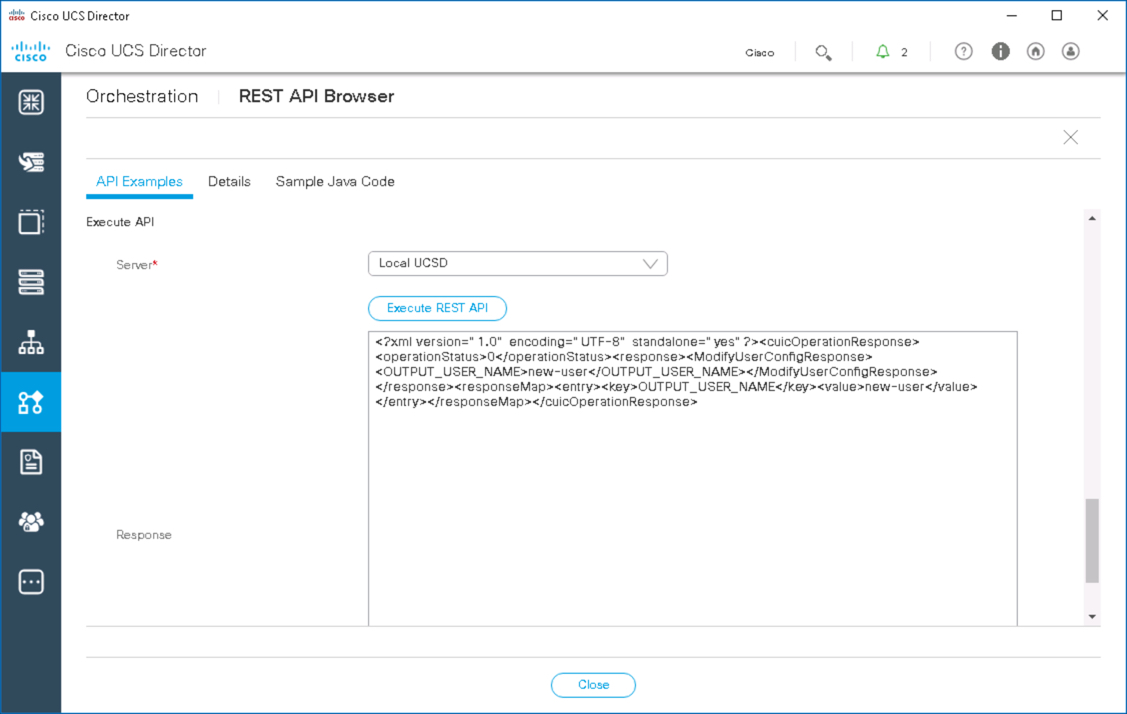 Cisco UCS Director
cisco
Cisco UCS Director
Cisco
2
?
i
Orchestration
REST API Browser
API Examples
Details
Sample Java Code
Execute API
Server*
Local UCSD
Execute REST API
<?xml version=" 1.0" encoding=" UTF-8" standalone=" yes" ?><cuicOperationResponse>
<operationStatus>0</operationStatus><response><ModifyUserConfigResponse>
<OUTPUT_USER_NAME>new-user</OUTPUT_USER_NAME></ModifyUserConfigResponse>
</response><responseMap><entry><key>OUTPUT_USER_NAME</key><value>new-user</value>
</entry></responseMap></cuicOperationResponse>
Response
Close